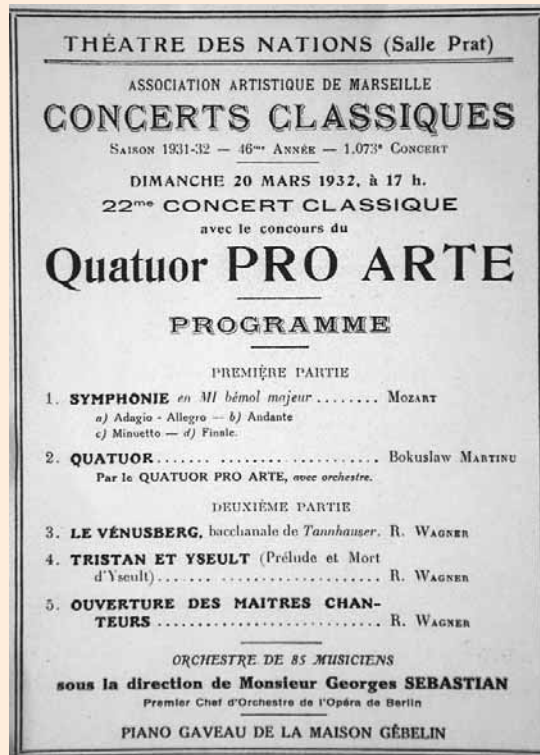 THÉATRE DES NATIONS (Salle Prat)
ASSOCIATION ARTISTIQUE DE MARSEILLE
CONCERTS CLASSIQUES
SAISON 1931-32 — 46me ANNÉE — 1,073e CONCERT
DIMANCHE 20 MARS 1932, à 17 h.
22me CONCERT CLASSIQUE
avec le concours du
Quatuor PRO ARTE
PROGRAMME
PREMIÈRE PARTIE
1. SYMPHONIE en MI bémol majeur ........ MOZART
a) Adagio - Allegro — b) Andante
c) Minuetto — d) Finale.
2. QUATUOR............................ Bokuslaw MARTINU
Par le QUATUOR PRO ARTE, avec orchestre.
DEUXIÈME PARTIE
3. LE VÉNUSBERG, bacchanale de Tannhauser. R. WAGNER
4. TRISTAN ET YSEULT (Prélude et Mort
d'Yseult)............................ R. WAGNER
5. OUVERTURE DES MAITRES CHAN-
TEURS ............................ R. WAGNER
ORCHESTRE DE 85 MUSICIENS
sous la direction de Monsieur Georges SEBASTIAN
Premier Chef d'Orchestre de l'Opéra de Berlin
PIANO GAVEAU DE LA MAISON GÉBELIN